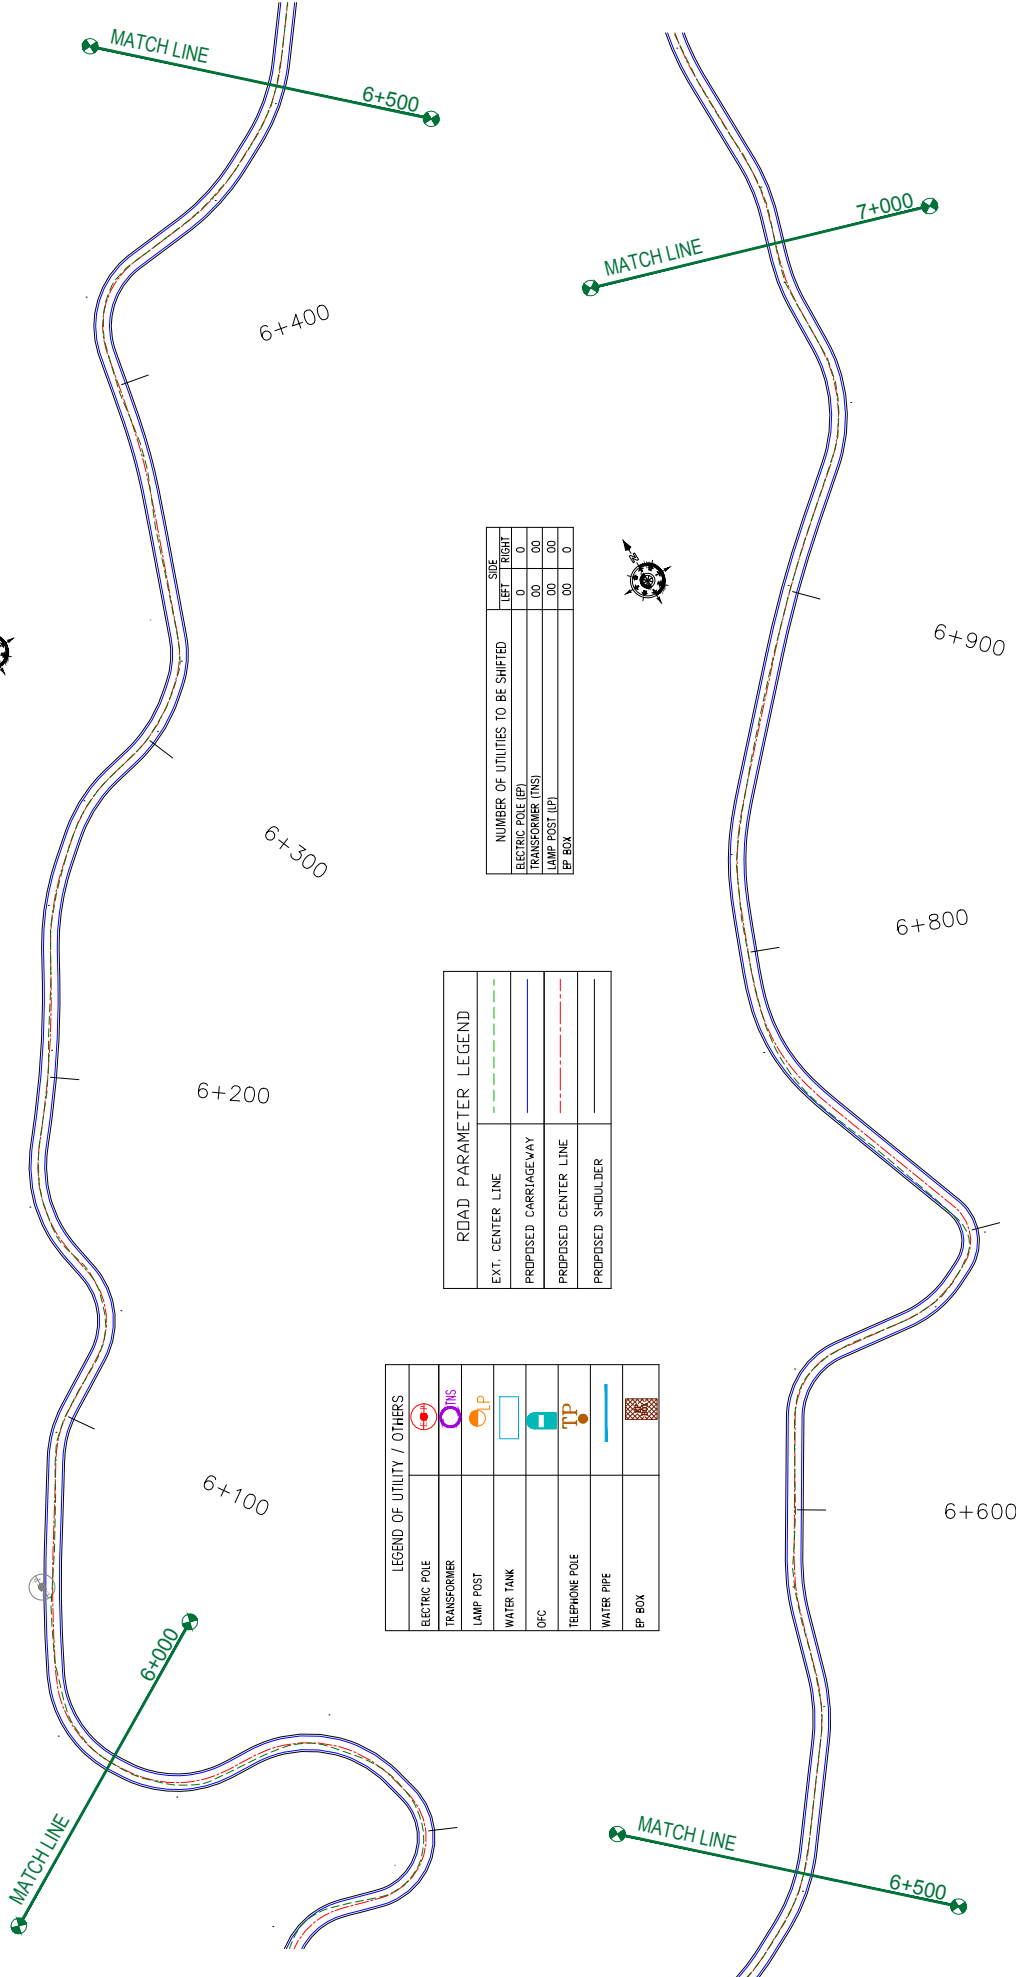 MATCH LINE
6+500
6+400
6+300
6+200
6+100
6+000
MATCH LINE
NUMBER OF UTILITIES TO BE SHIFTED
SIDE
LEFT RIGHT
ELECTRIC POLE (EP) 0 0
TRANSFORMER (TNS) 00 00
LAMP POST (LP) 00 00
EP BOX 00 0
ROAD PARAMETER LEGEND
EXT. CENTER LINE
PROPOSED CARRIAGEWAY
PROPOSED CENTER LINE
PROPOSED SHOULDER
LEGEND OF UTILITY / OTHERS
ELECTRIC POLE
TRANSFORMER TNS
LAMP POST LP
WATER TANK
OFC
TELEPHONE POLE TP
WATER PIPE
EP BOX
7+000
MATCH LINE
6+900
6+800
6+600
MATCH LINE
6+500